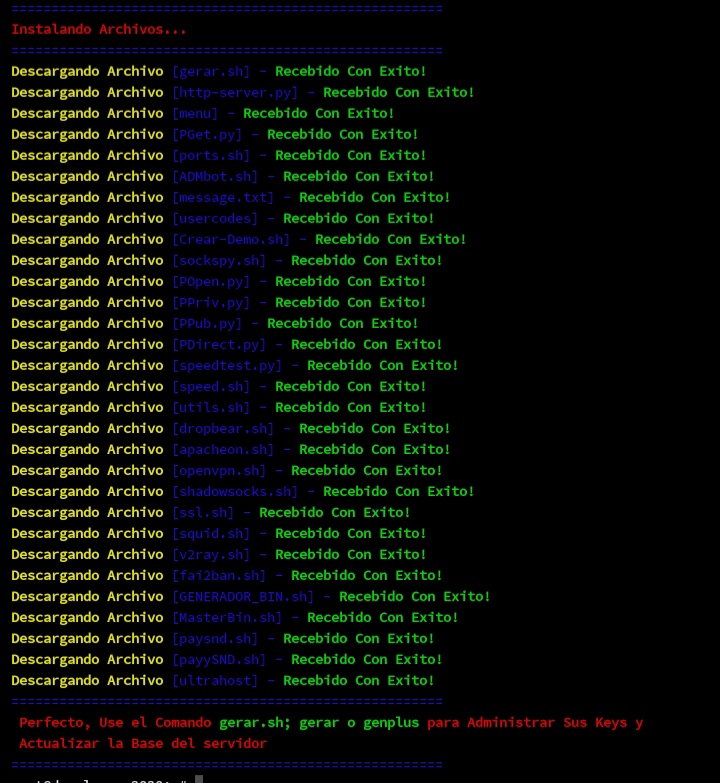 ======================================================
Instalando Archivos...
======================================================
Descargando Archivo [gerar.sh] - Recebido Con Exito!
Descargando Archivo [http-server.py] - Recebido Con Exito!
Descargando Archivo [menu] - Recebido Con Exito!
Descargando Archivo [PGet.py] - Recebido Con Exito!
Descargando Archivo [ports.sh] - Recebido Con Exito!
Descargando Archivo [ADMbot.sh] - Recebido Con Exito!
Descargando Archivo [message.txt] - Recebido Con Exito!
Descargando Archivo [usercodes] - Recebido Con Exito!
Descargando Archivo [Crear-Demo.sh] - Recebido Con Exito!
Descargando Archivo [sockspy.sh] - Recebido Con Exito!
Descargando Archivo [POpen.py] - Recebido Con Exito!
Descargando Archivo [PPriv.py] - Recebido Con Exito!
Descargando Archivo [PPub.py] - Recebido Con Exito!
Descargando Archivo [PDirect.py] - Recebido Con Exito!
Descargando Archivo [speedtest.py] - Recebido Con Exito!
Descargando Archivo [speed.sh] - Recebido Con Exito!
Descargando Archivo [utils.sh] - Recebido Con Exito!
Descargando Archivo [dropbear.sh] - Recebido Con Exito!
Descargando Archivo [apacheon.sh] - Recebido Con Exito!
Descargando Archivo [openvpn.sh] - Recebido Con Exito!
Descargando Archivo [shadowsocks.sh] - Recebido Con Exito!
Descargando Archivo [ssl.sh] - Recebido Con Exito!
Descargando Archivo [squid.sh] - Recebido Con Exito!
Descargando Archivo [v2ray.sh] - Recebido Con Exito!
Descargando Archivo [fai2ban.sh] - Recebido Con Exito!
Descargando Archivo [GENERADOR_BIN.sh] - Recebido Con Exito!
Descargando Archivo [MasterBin.sh] - Recebido Con Exito!
Descargando Archivo [paysnd.sh] - Recebido Con Exito!
Descargando Archivo [payySND.sh] - Recebido Con Exito!
Descargando Archivo [ultrahost] - Recebido Con Exito!
======================================================
Perfecto, Use el Comando gerar.sh; gerar o genplus para Administrar Sus Keys y
Actualizar la Base del servidor
======================================================